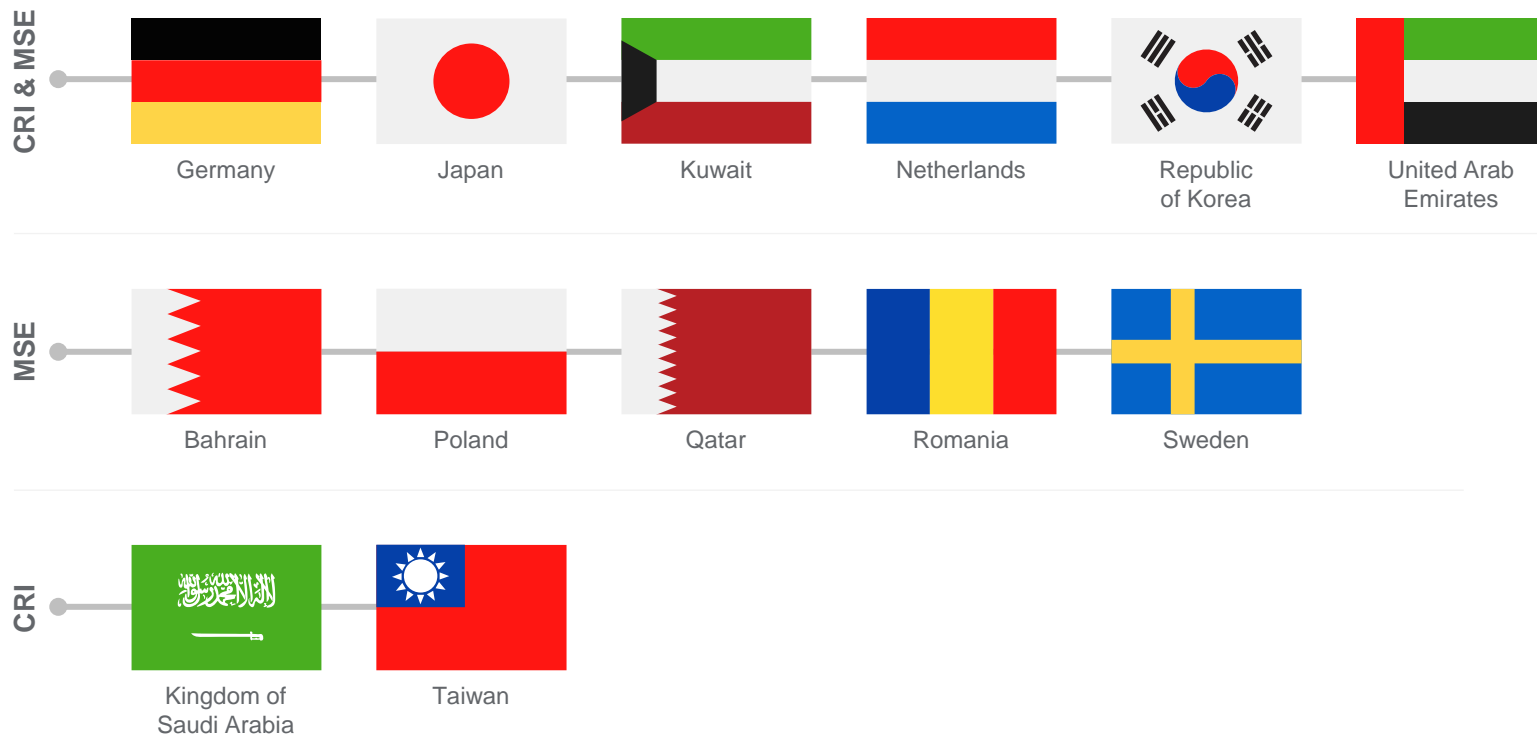 CRI & MSE
Germany
Japan
Kuwait
Netherlands
Republic
of Korea
United Arab
Emirates
MSE
Bahrain
Poland
Qatar
Romania
Sweden
CRI
Kingdom of
Saudi Arabia
Taiwan